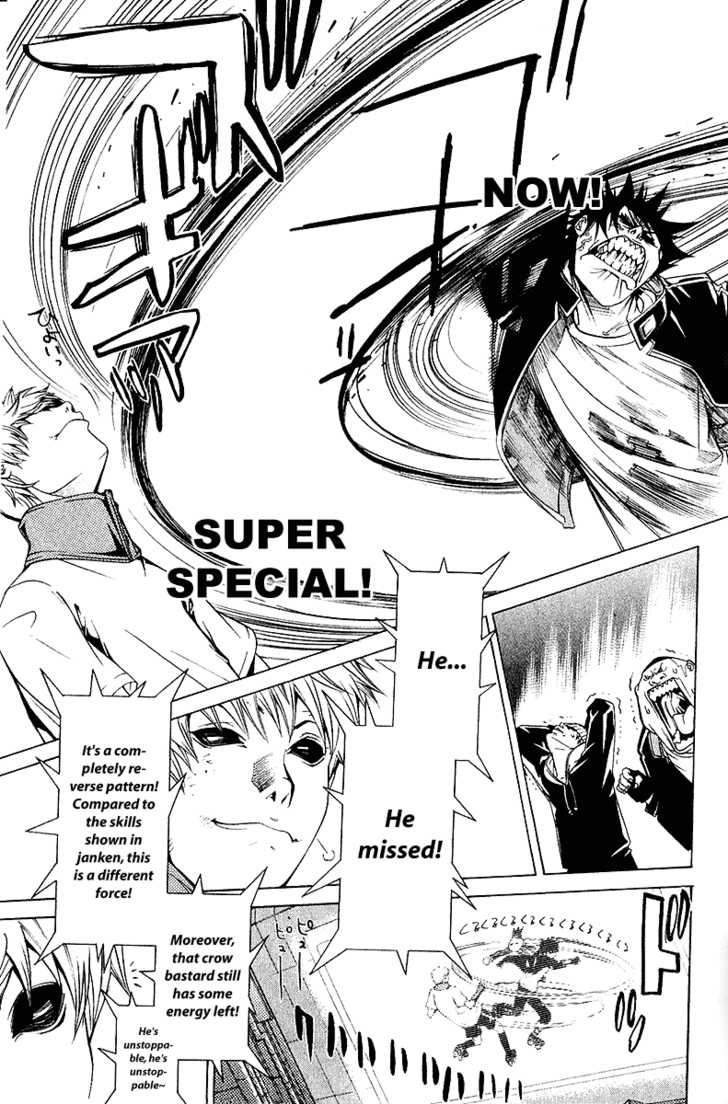 NOW!
SUPER
SPECIAL!
He...
He
missed!
It's a com-
pletely re-
verse pattern!
Compared to
the skills
shown in
janken, this
is a different
force!
Moreover,
that crow
bastard still
has some
energy left!
He's
unstoppa-
ble, he's
unstop-
pable~